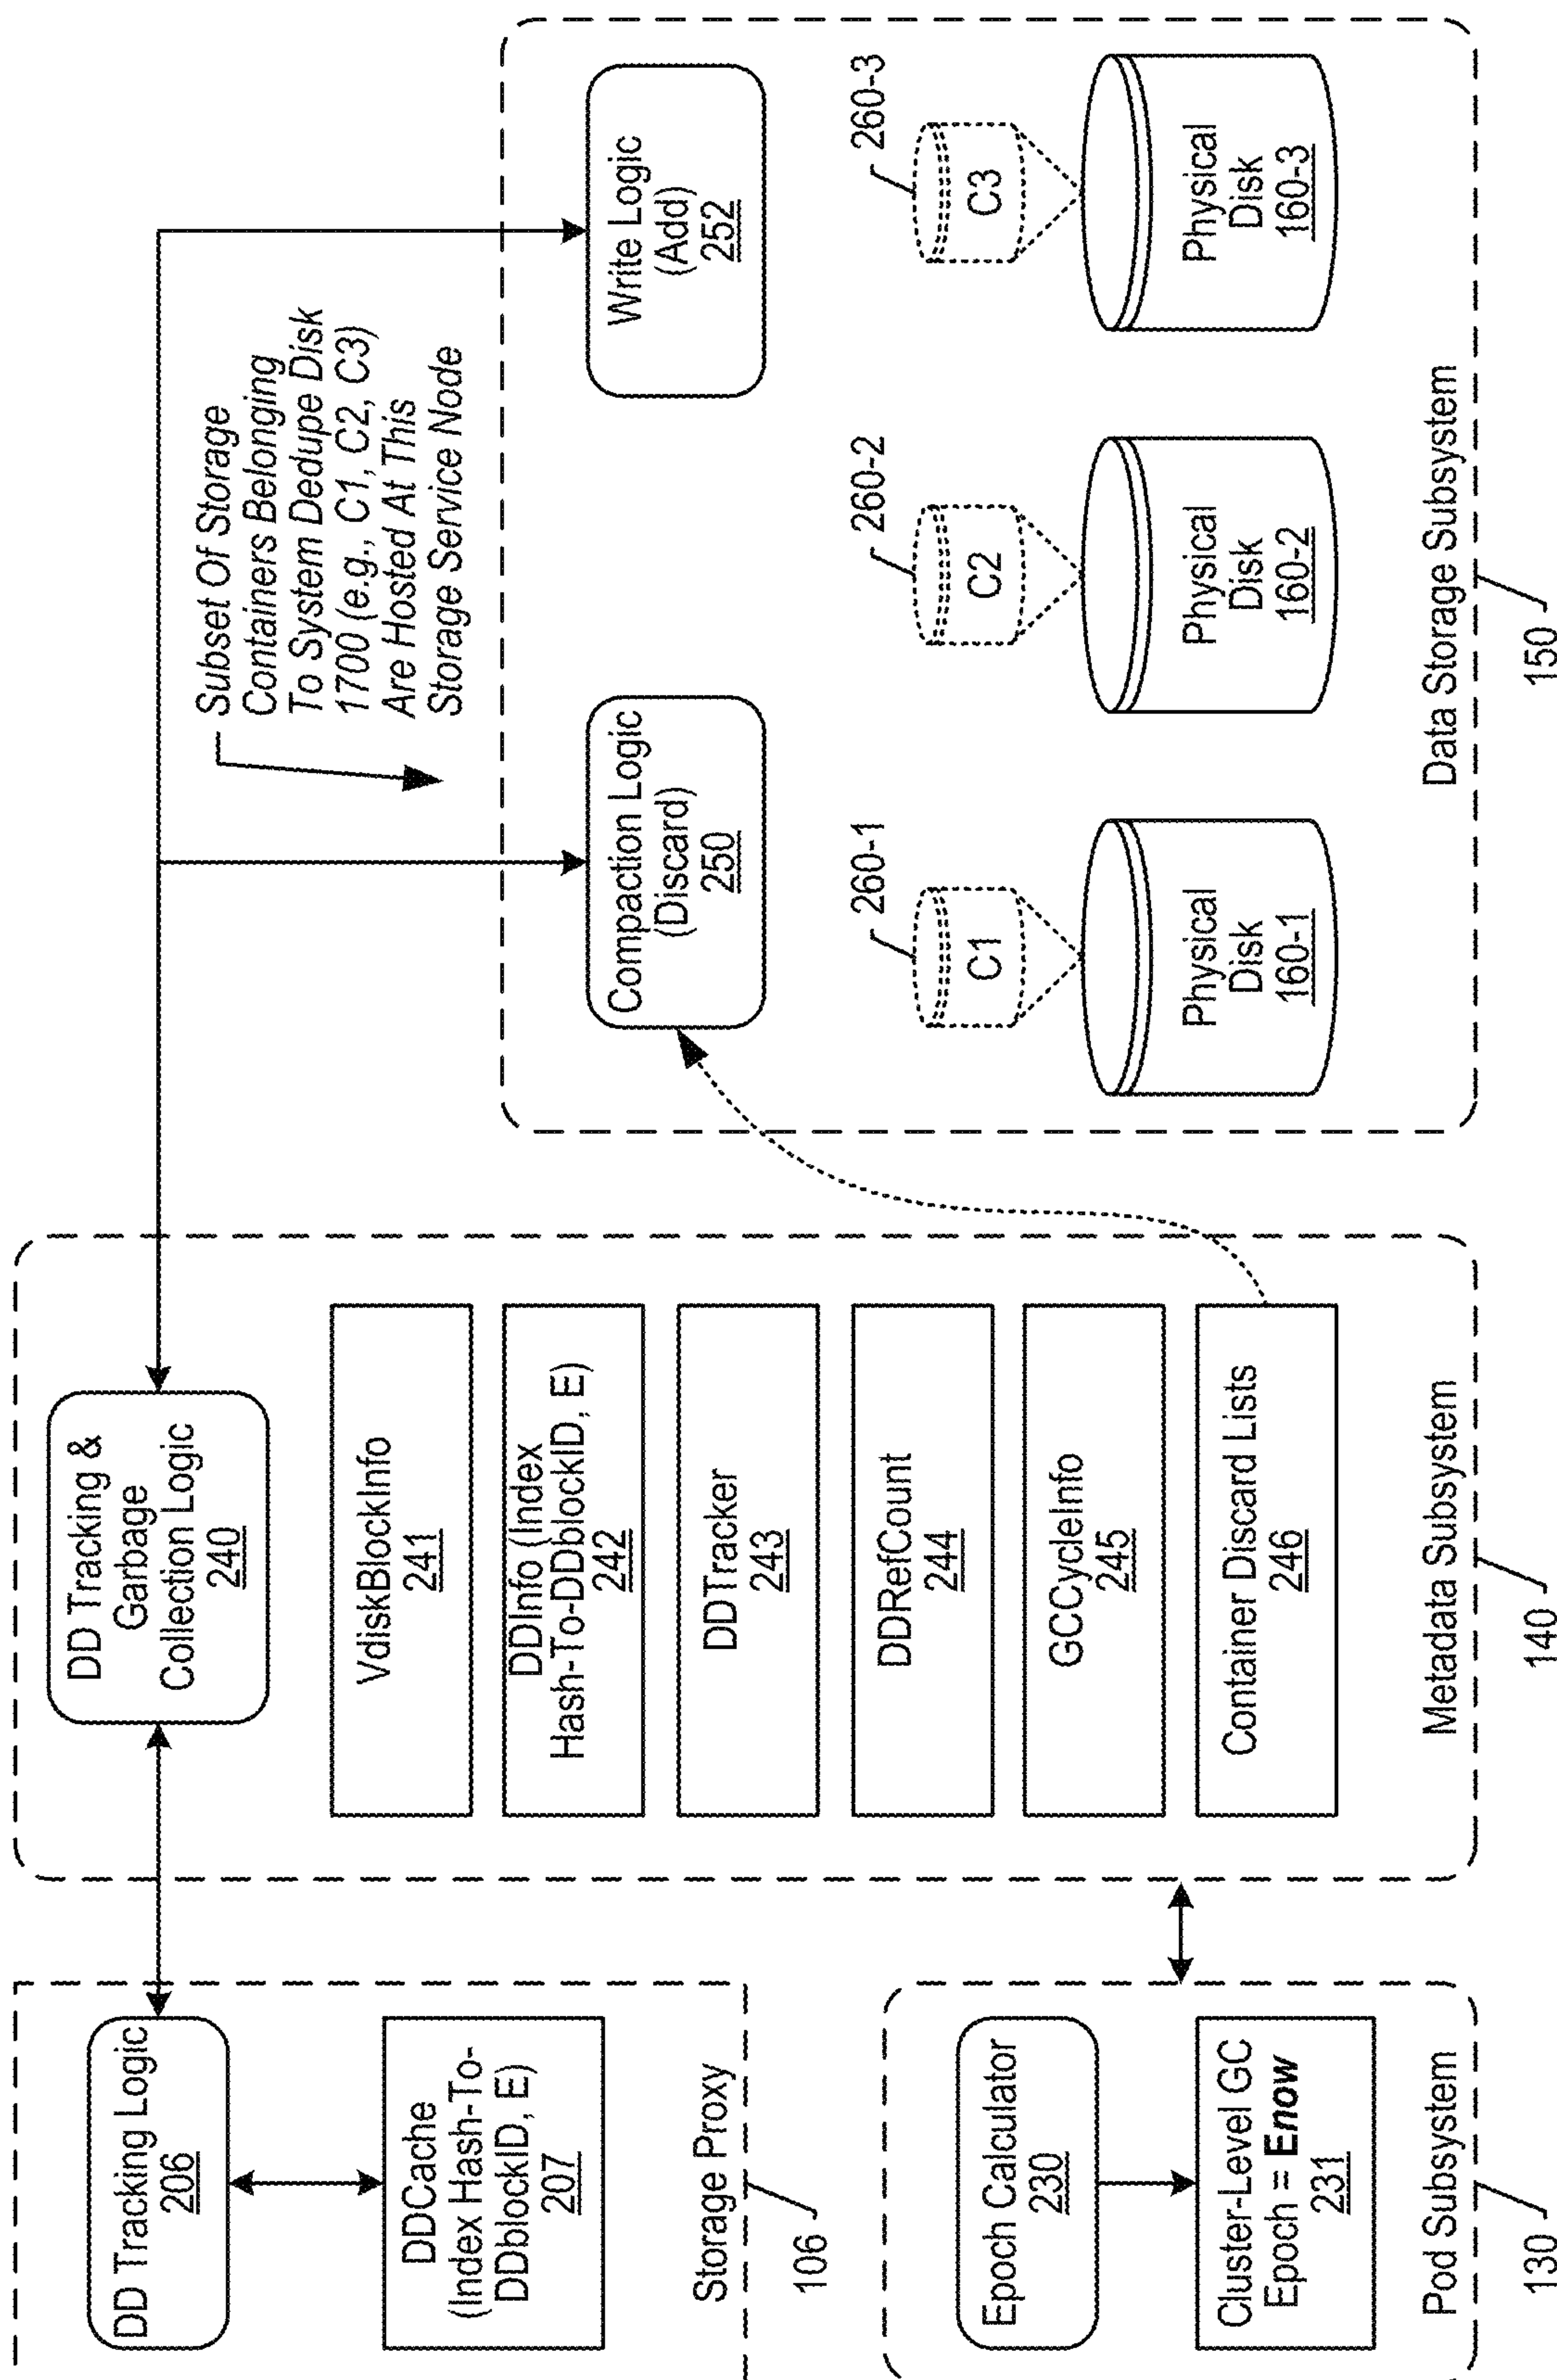 DD Tracking Logic
206
DDCache
(Index Hash-To-
DDblockID, E)
207
Storage Proxy
106
Epoch Calculator
230
Cluster-Level GC
Epoch = Enow
231
Pod Subsystem
130
DD Tracking &
Garbage
Collection Logic
240
VdiskBlockInfo
241
DDInfo (Index
Hash-To-DDblockID, E)
242
DDTracker
243
DDRefCount
244
GCCycleInfo
245
Container Discard Lists
246
Metadata Subsystem
140
Subset Of Storage
Containers Belonging
To System Dedupe Disk
1700 (e.g., C1, C2, C3)
Are Hosted At This
Storage Service Node
Compaction Logic
(Discard)
250
Write Logic
(Add)
252
260-1
C1
Physical
Disk
160-1
260-2
C2
Physical
Disk
160-2
260-3
C3
Physical
Disk
160-3
Data Storage Subsystem
150